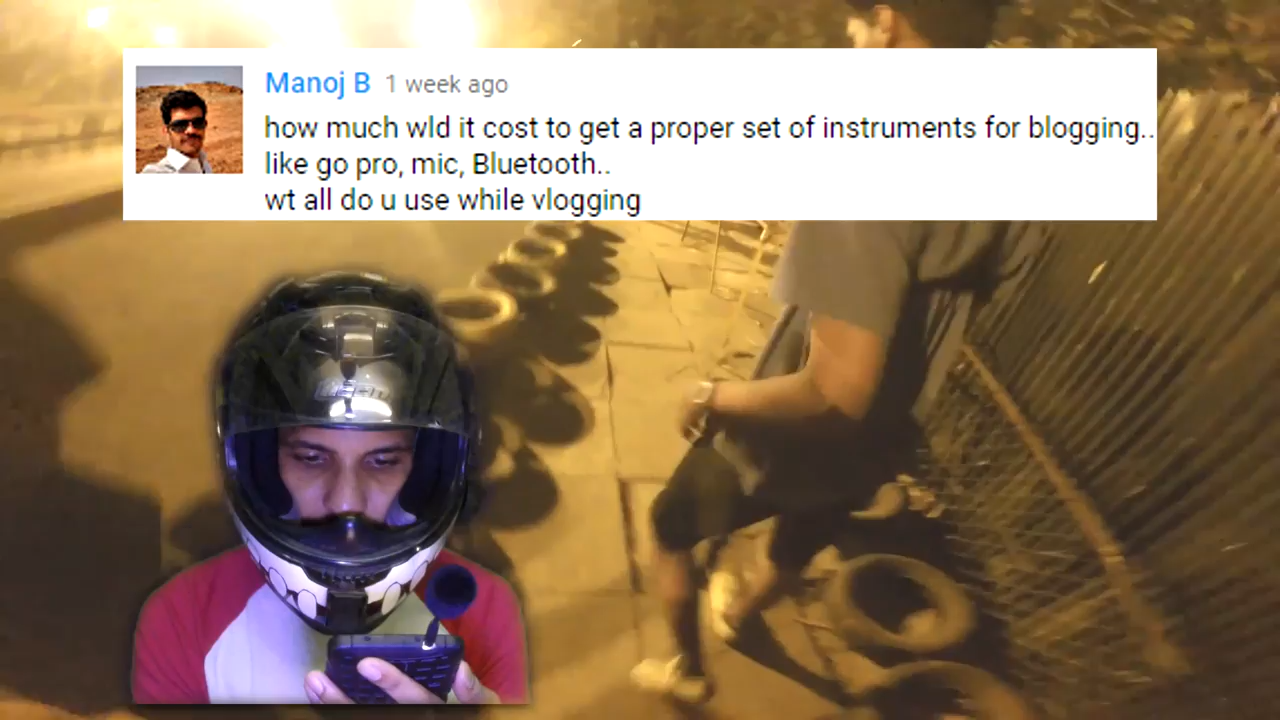 Manoj B 1 week ago
how much wld it cost to get a proper set of instruments for blogging..
like go pro, mic, Bluetooth..
wt all do u use while vlogging